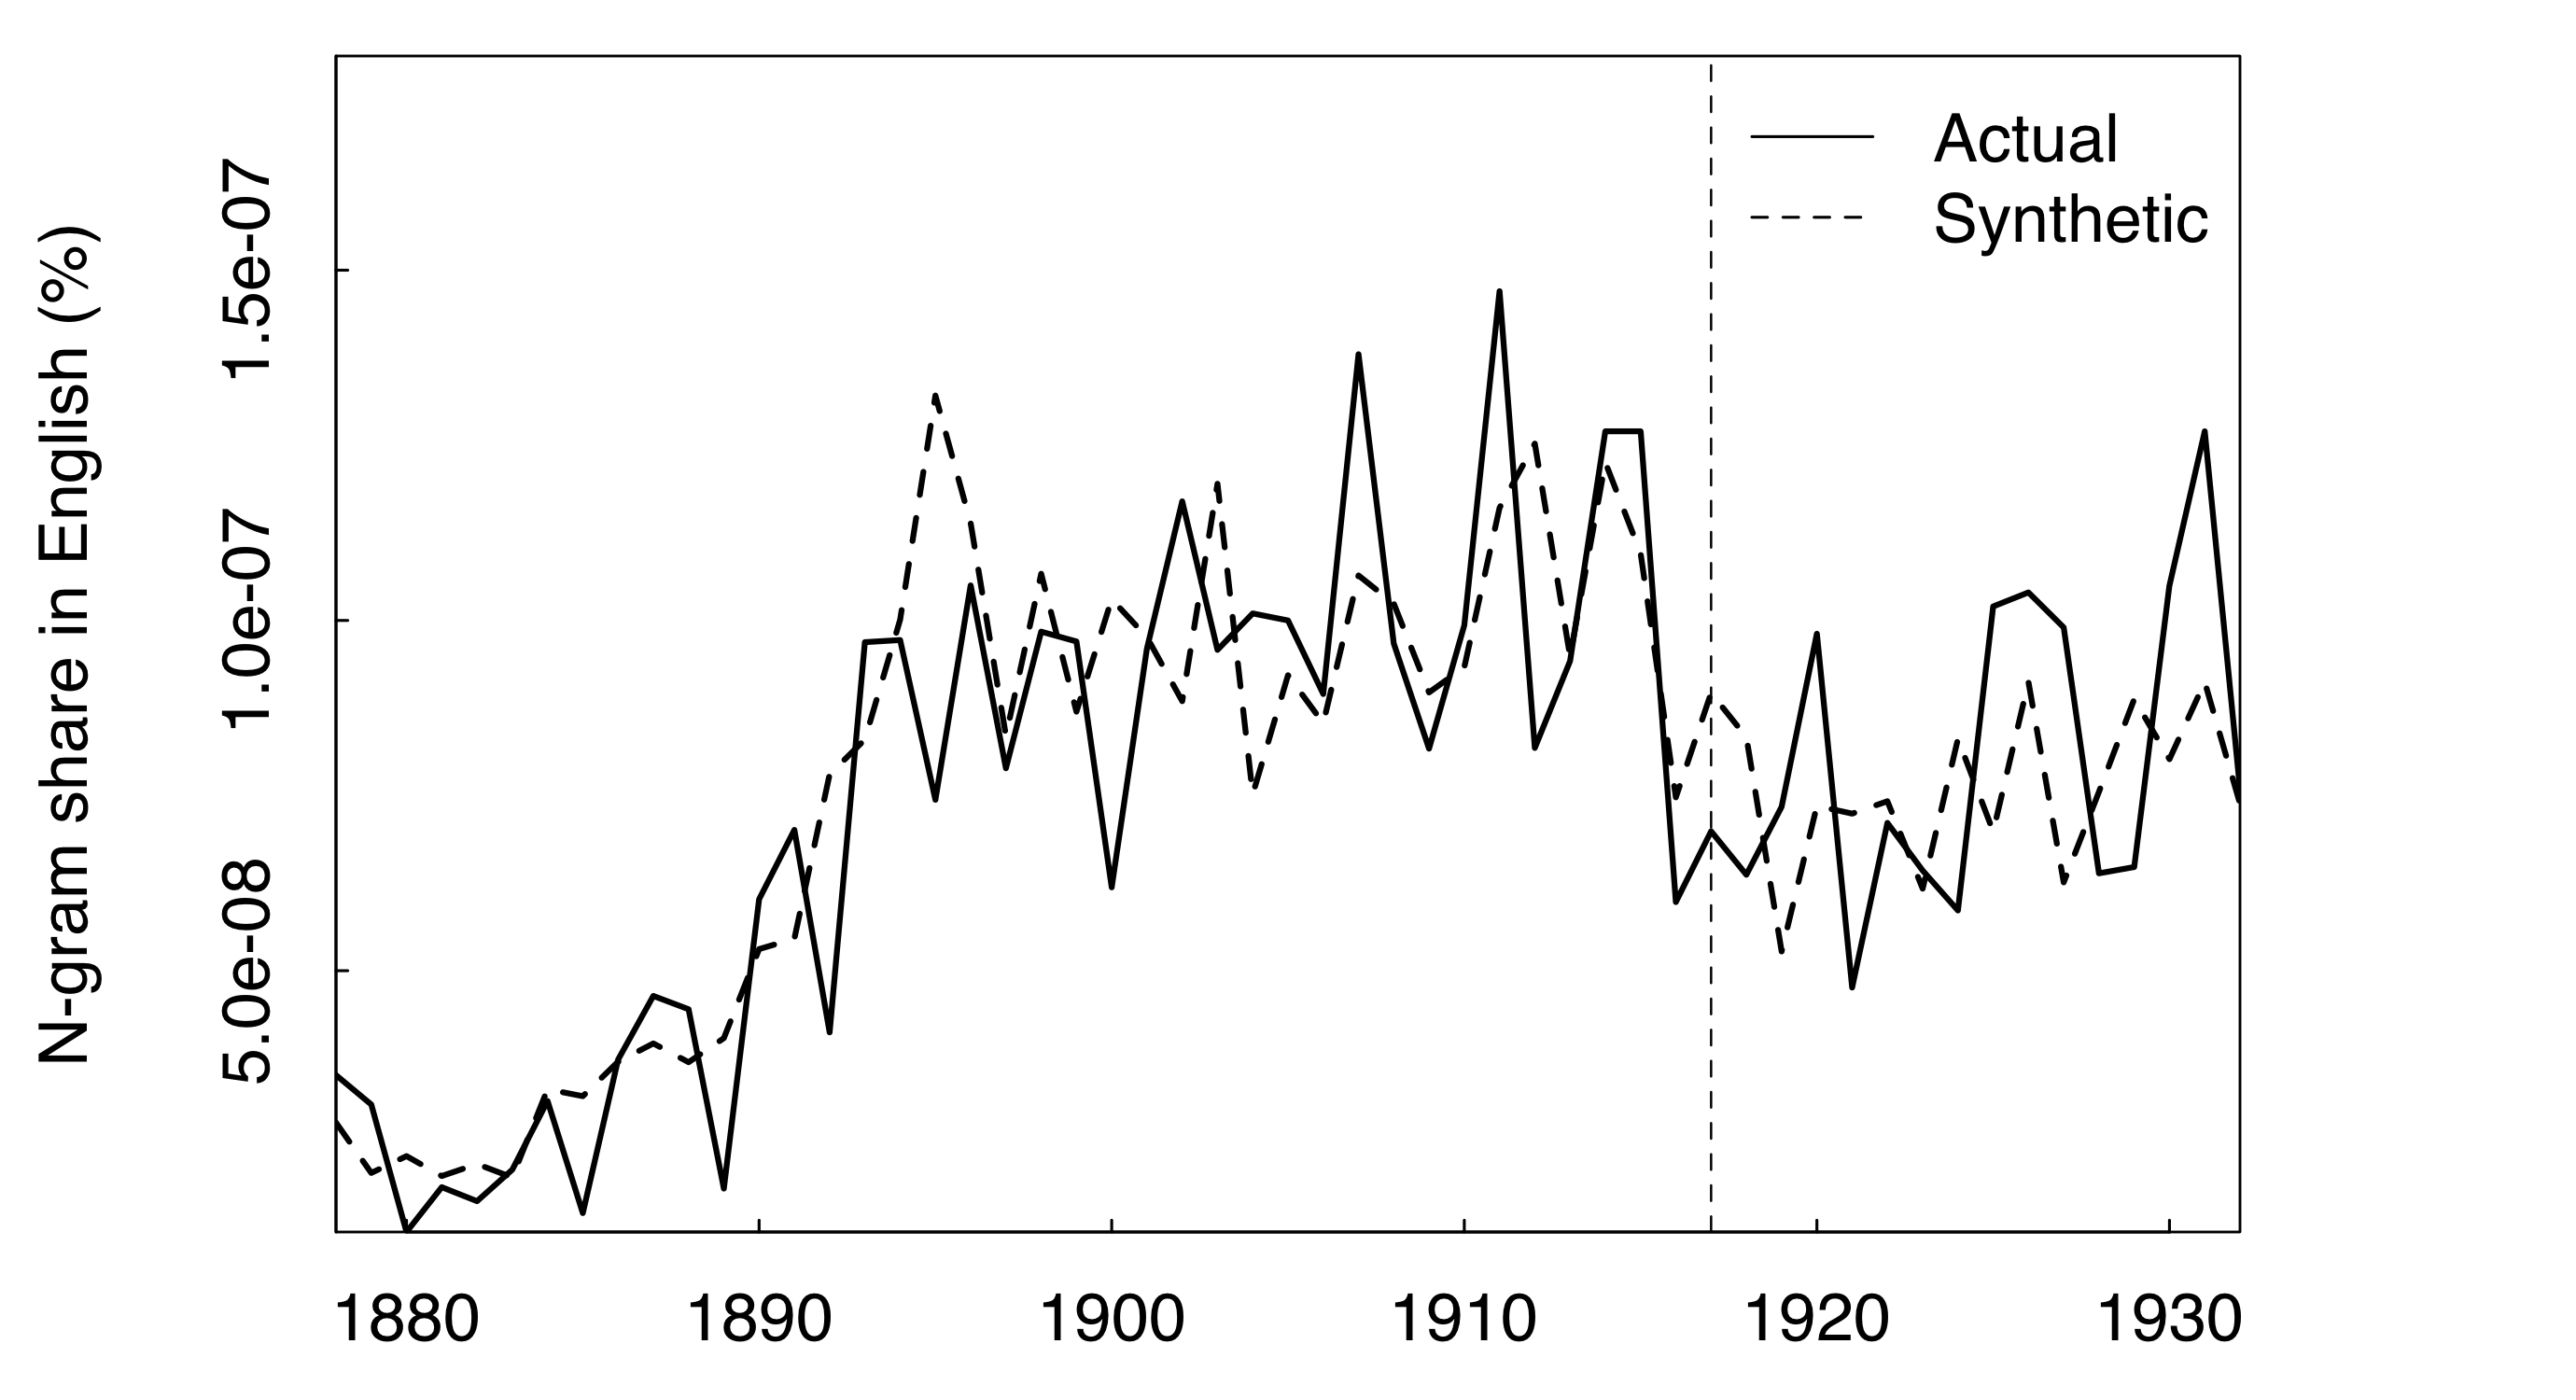 N-gram share in English (%)
1.5e-07
1.0e-07
5.0e-08
Actual
Synthetic
1880 1890 1900 1910 1920 1930